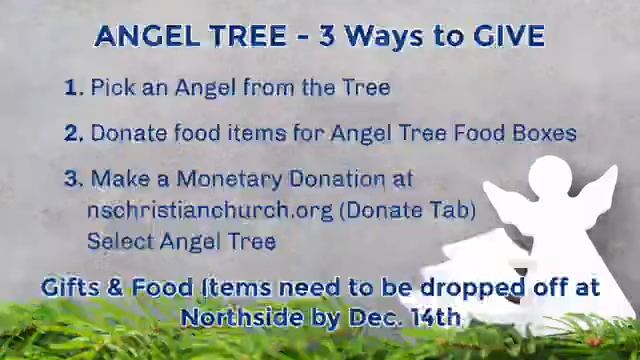 ANGEL TREE - 3 Ways to GIVE
1. Pick an Angel from the Tree
2. Donate food items for Angel Tree Food Boxes
3. Make a Monetary Donation at
nschristianchurch.org (Donate Tab)
Select Angel Tree
Gifts & Food Items need to be dropped off at
Northside by Dec. 14th